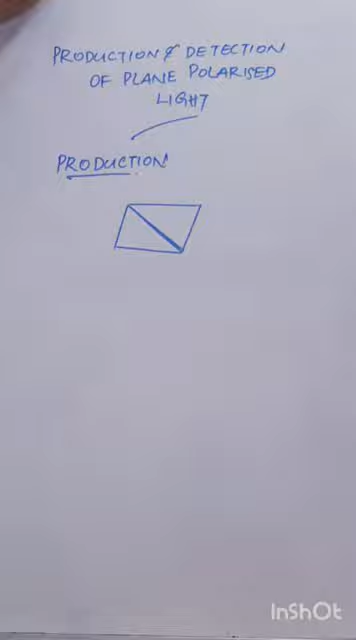 PRODUCTION & DETECTION
OF PLANE POLARISED
LIGHT
PRODUCTION
InShOt